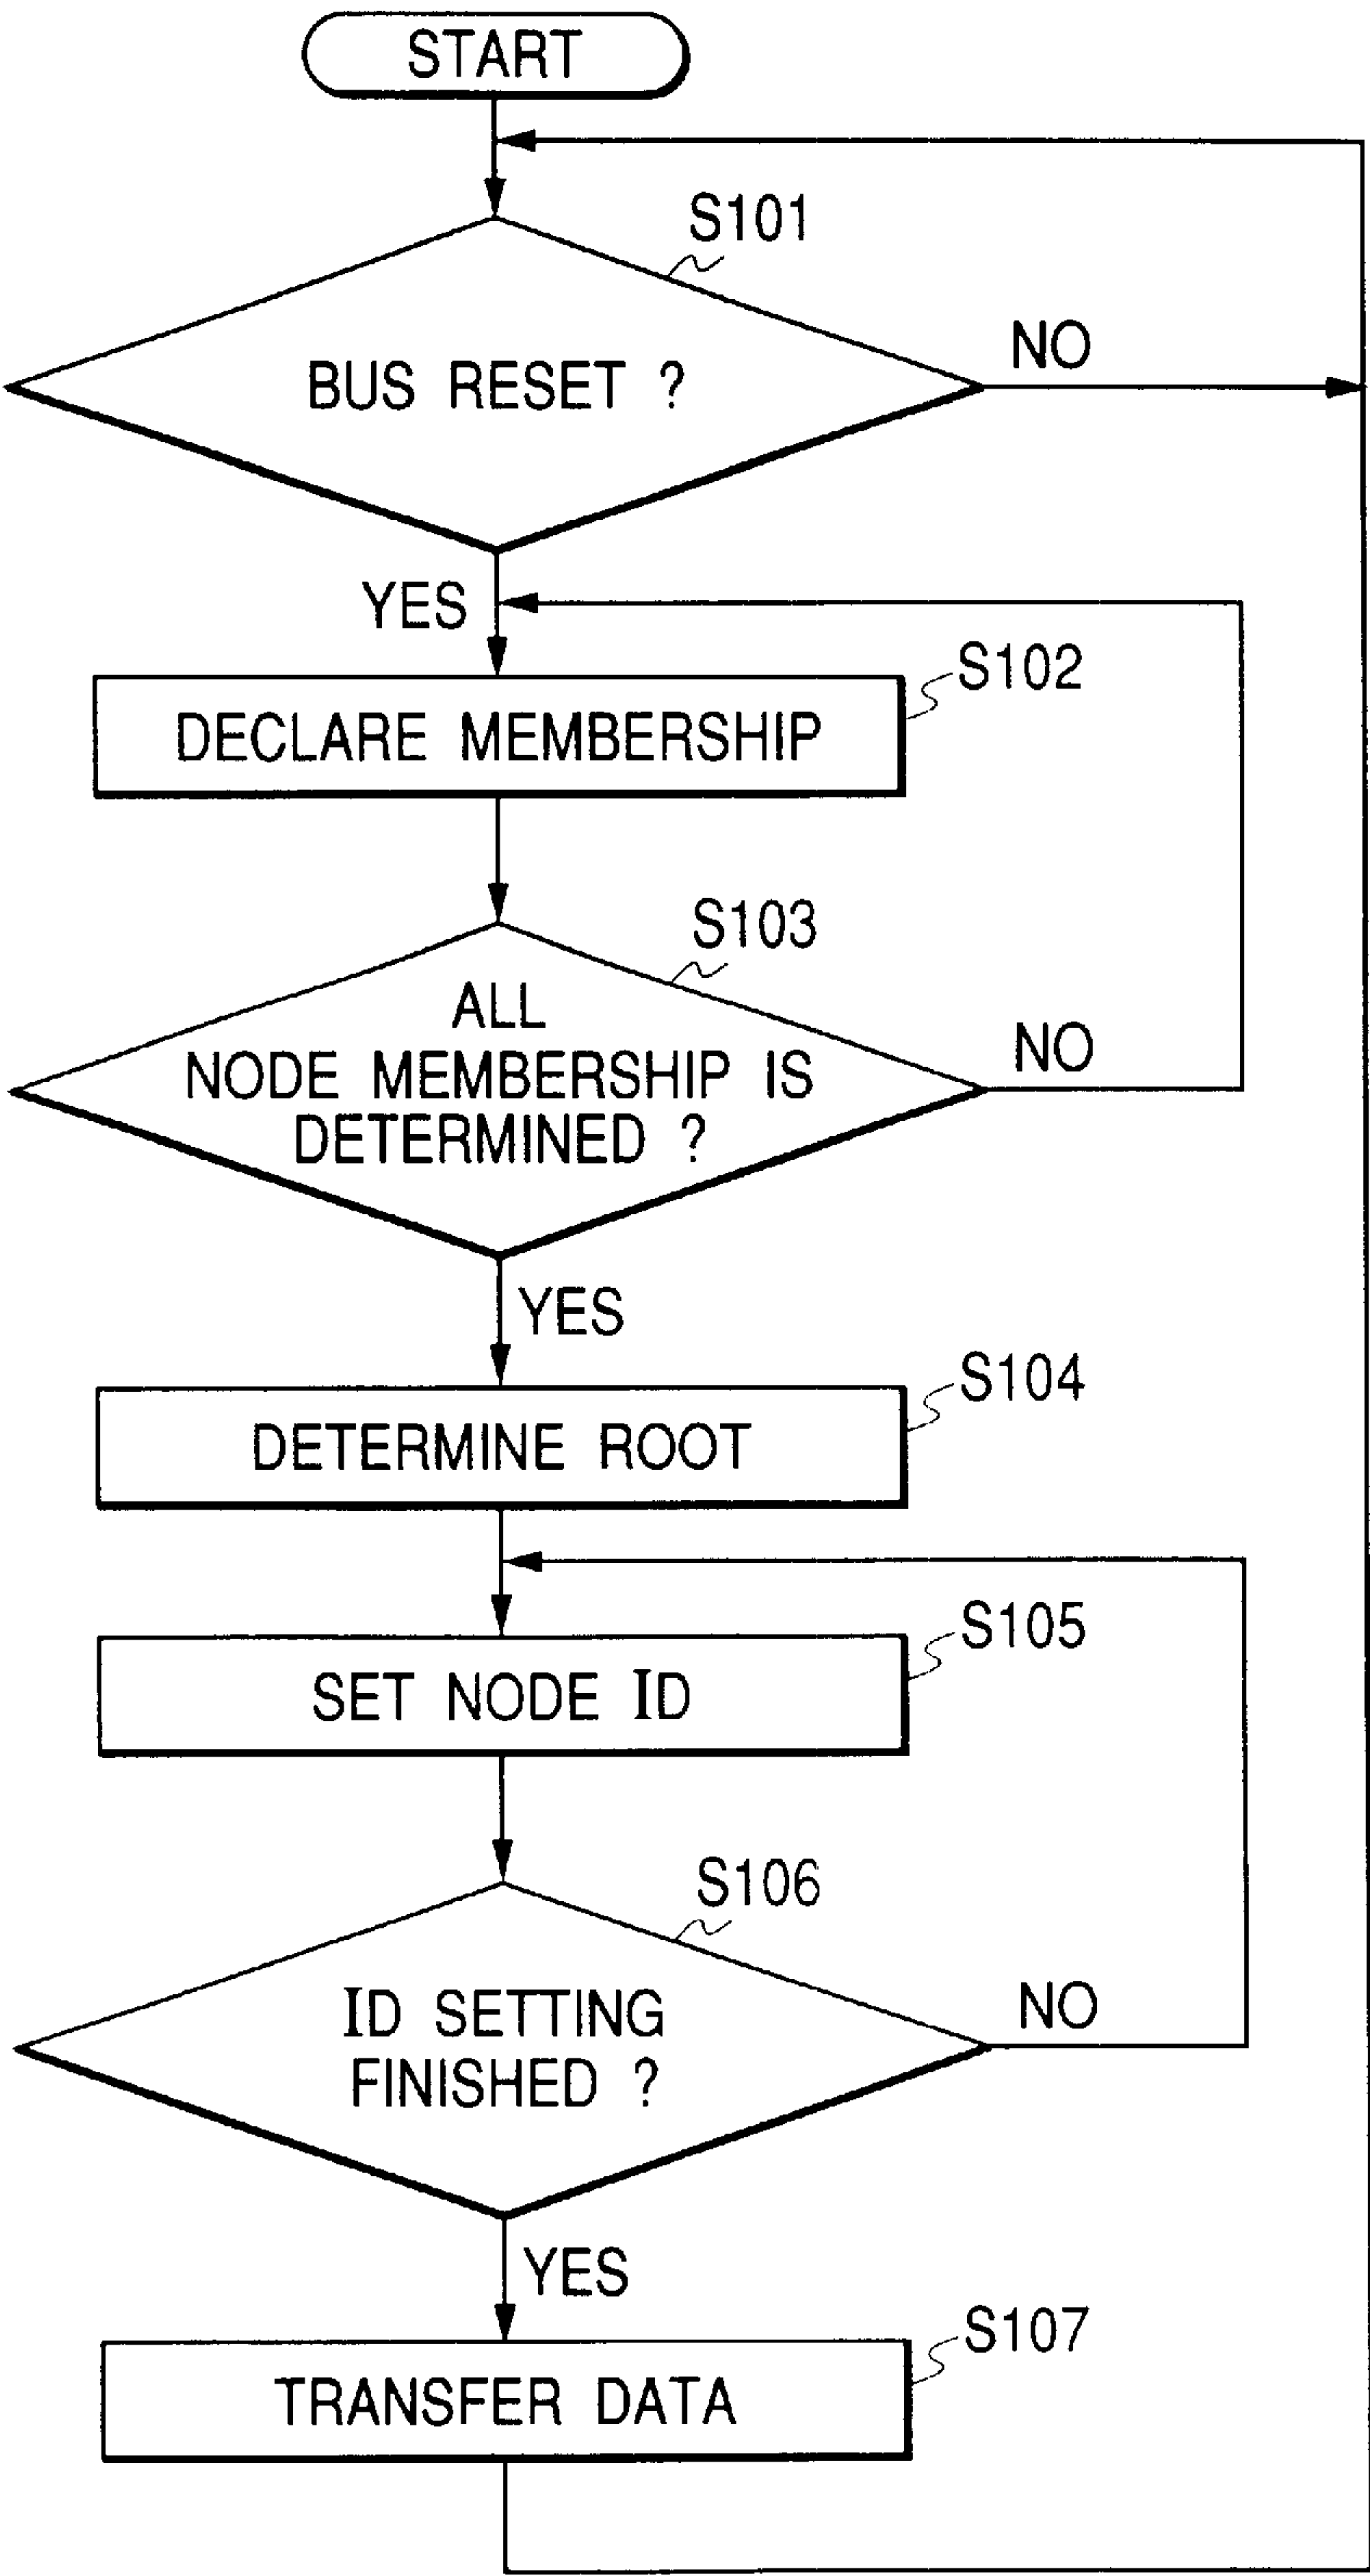 START
S101
BUS RESET ?
NO
YES
S102
DECLARE MEMBERSHIP
S103
ALL
NODE MEMBERSHIP IS
DETERMINED ?
NO
YES
S104
DETERMINE ROOT
S105
SET NODE ID
S106
ID SETTING
FINISHED ?
NO
YES
S107
TRANSFER DATA